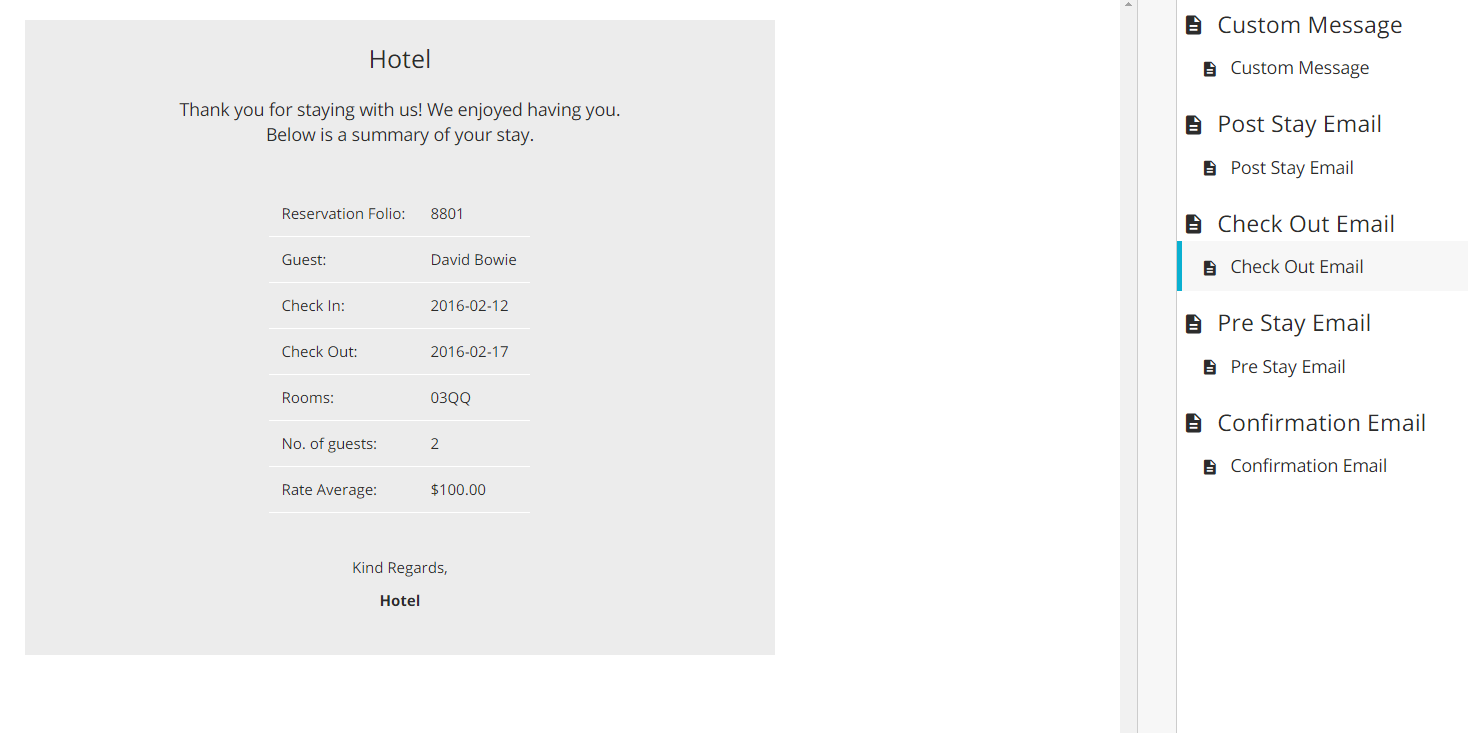 Hotel
Thank you for staying with us! We enjoyed having you.
Below is a summary of your stay.
Reservation Folio: 8801
Guest: David Bowie
Check In: 2016-02-12
Check Out: 2016-02-17
Rooms: 03QQ
No. of guests: 2
Rate Average: $100.00
Kind Regards,
Hotel
Custom Message
Custom Message
Post Stay Email
Post Stay Email
Check Out Email
Check Out Email
Pre Stay Email
Pre Stay Email
Confirmation Email
Confirmation Email